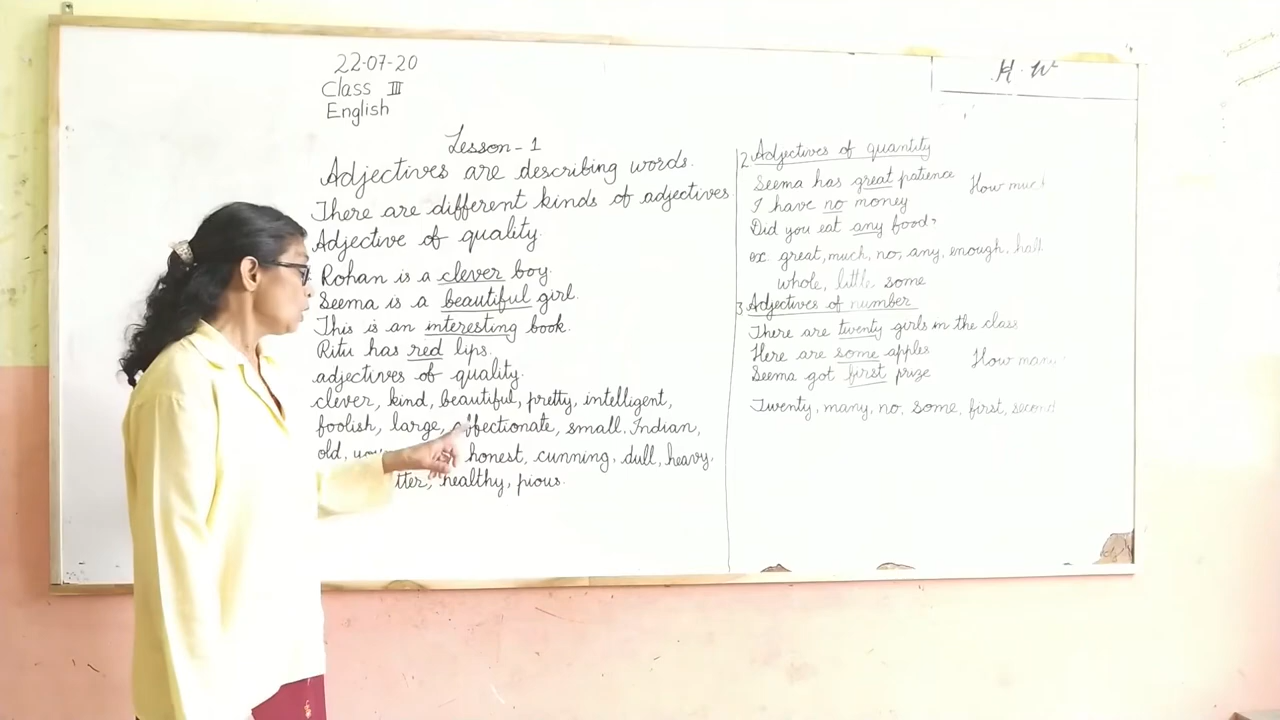 22-07-20
Class III
English
Lesson - 1
Adjectives are describing words.
There are different kinds of adjectives
Adjective of quality.
Rohan is a clever boy.
Seema is a beautiful girl.
This is an interesting book.
Ritu has red lips.
adjectives of quality.
clever, kind, beautiful, pretty, intelligent,
foolish, large, affectionate, small, Indian,
old, honest, cunning, dull, heavy,
healthy, pious.
H.W
2 Adjectives of quantity
Seema has great patience
How much
I have no money
Did you eat any food?
ex. great, much, no, any, enough, half
whole, little some
3 Adjectives of number
There are twenty girls in the class
Here are some apples
How many
Seema got first prize
Twenty, many, no, some, first, second